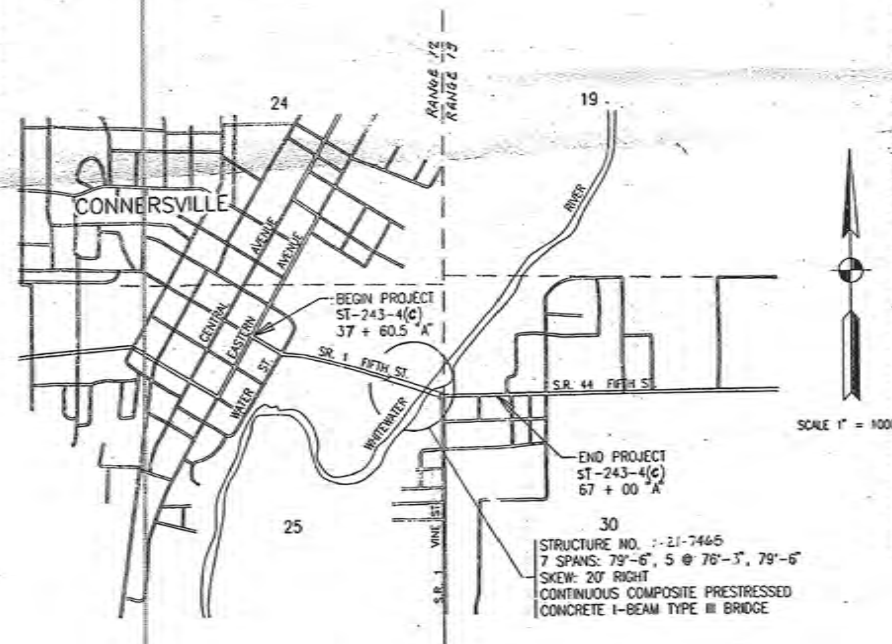 RANGE 12
RANGE 13
24
19
CONNERSVILLE
CENTRAL AVENUE
EASTERN AVENUE
WATER ST.
RIVER
BEGIN PROJECT
ST-243-4(C)
37 + 60.5 "A"
S.R. 1 FIFTH ST.
WHITEWATER
S.R. 44 FIFTH ST.
SCALE 1" =
END PROJECT
ST-243-4(C)
67 + 00 "A"
25
30
S.R. 1 VINE ST.
STRUCTURE NO.
7 SPANS: 79'-6", 5 @ 76'-3", 79'-6"
SKEW: 20° RIGHT
CONTINUOUS COMPOSITE PRESTRESSED
CONCRETE I-BEAM TYPE III BRIDGE